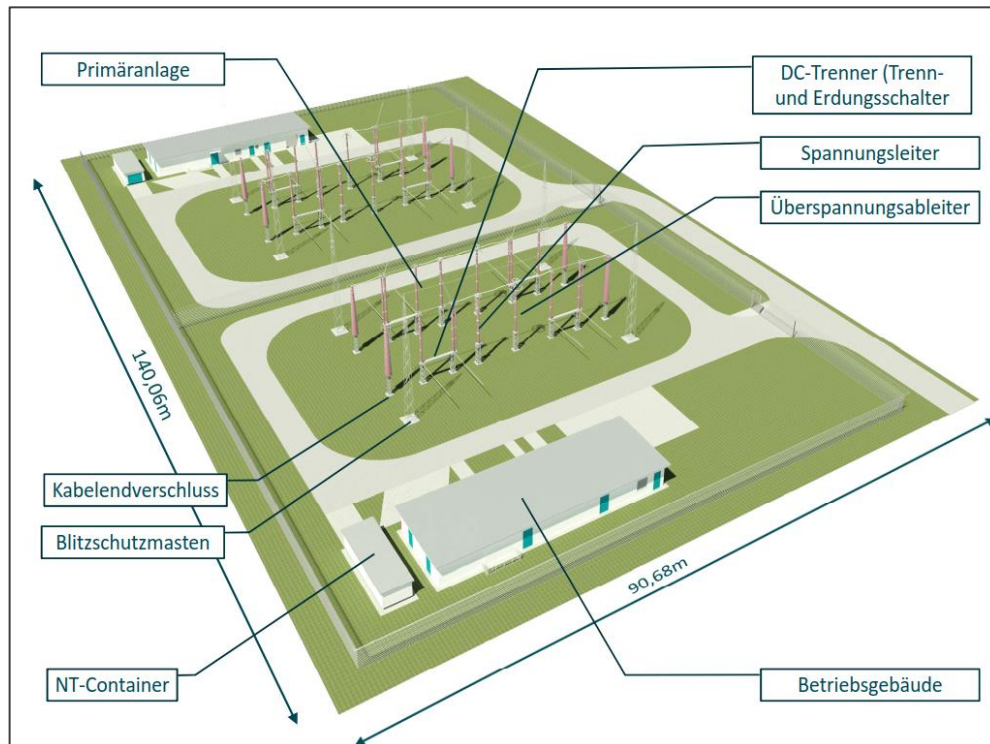 Primäranlage
DC-Trenner (Trenn-
und Erdungsschalter
Spannungsleiter
Überspannungsableiter
140,06m
Kabelendverschluss
Blitzschutzmasten
90,68m
NT-Container
Betriebsgebäude